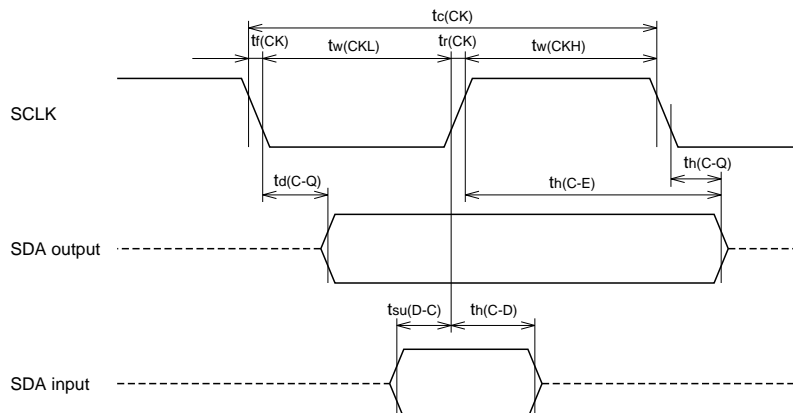 tc(CK)
tf(CK) tw(CKL) tr(CK) tw(CKH)
SCLK
th(C-Q)
td(C-Q) th(C-E)
SDA output
tsu(D-C) th(C-D)
SDA input